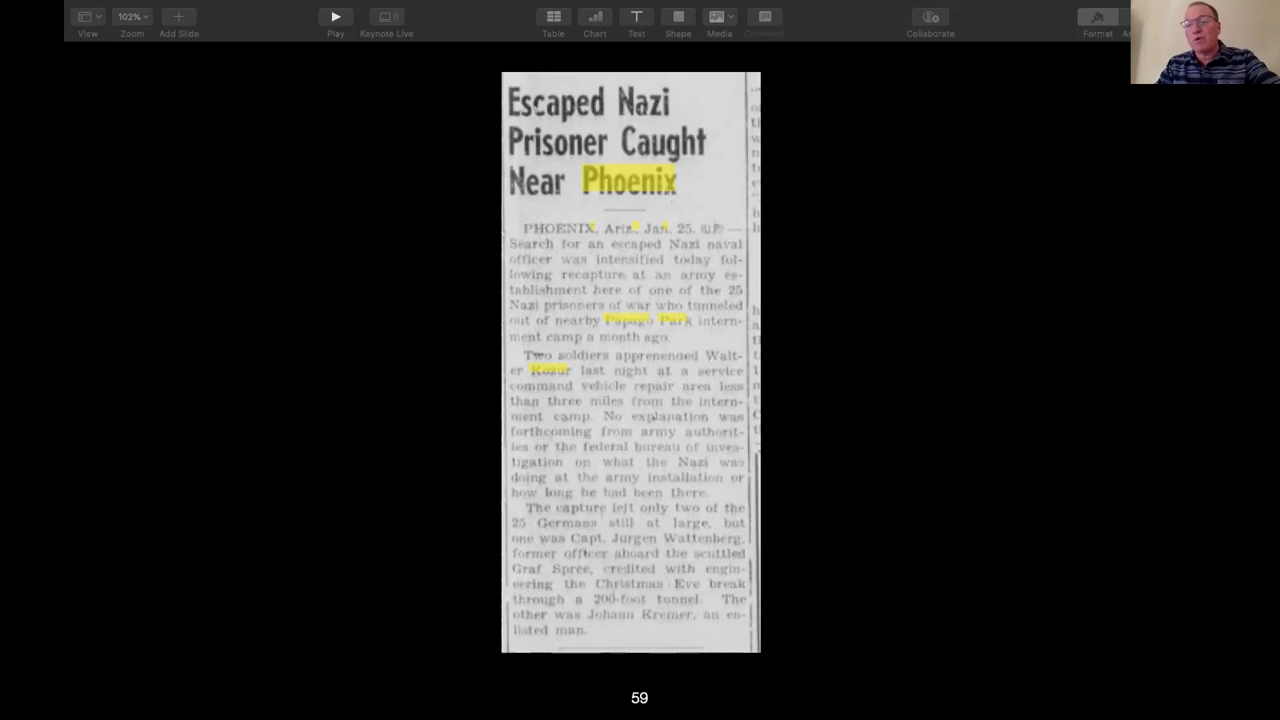 102%
View
Zoom
Add Slide
Play
Keynote Live
Table
Chart
Text
Shape
Media
Comment
Collaborate
Format
Escaped Nazi
Prisoner Caught
Near Phoenix
PHOENIX, Ariz., Jan. 25. (U.P.) —
Search for an escaped Nazi naval
officer was intensified today fol-
lowing recapture at an army es-
tablishment here of one of the 25
Nazi prisoners of war who tunneled
out of nearby Papago Park intern-
ment camp a month ago.
Two soldiers apprehended Walt-
er Kozur last night at a service
command vehicle repair area less
than three miles from the intern-
ment camp. No explanation was
forthcoming from army authorit-
ies or the federal bureau of inves-
tigation on what the Nazi was
doing at the army installation or
how long he had been there.
The capture left only two of the
25 Germans still at large, but
one was Capt. Jurgen Wattenberg,
former officer aboard the scuttled
Graf Spree, credited with engin-
eering the Christmas Eve break
through a 200-foot tunnel. The
other was Johann Kremer, an en-
listed man.
59